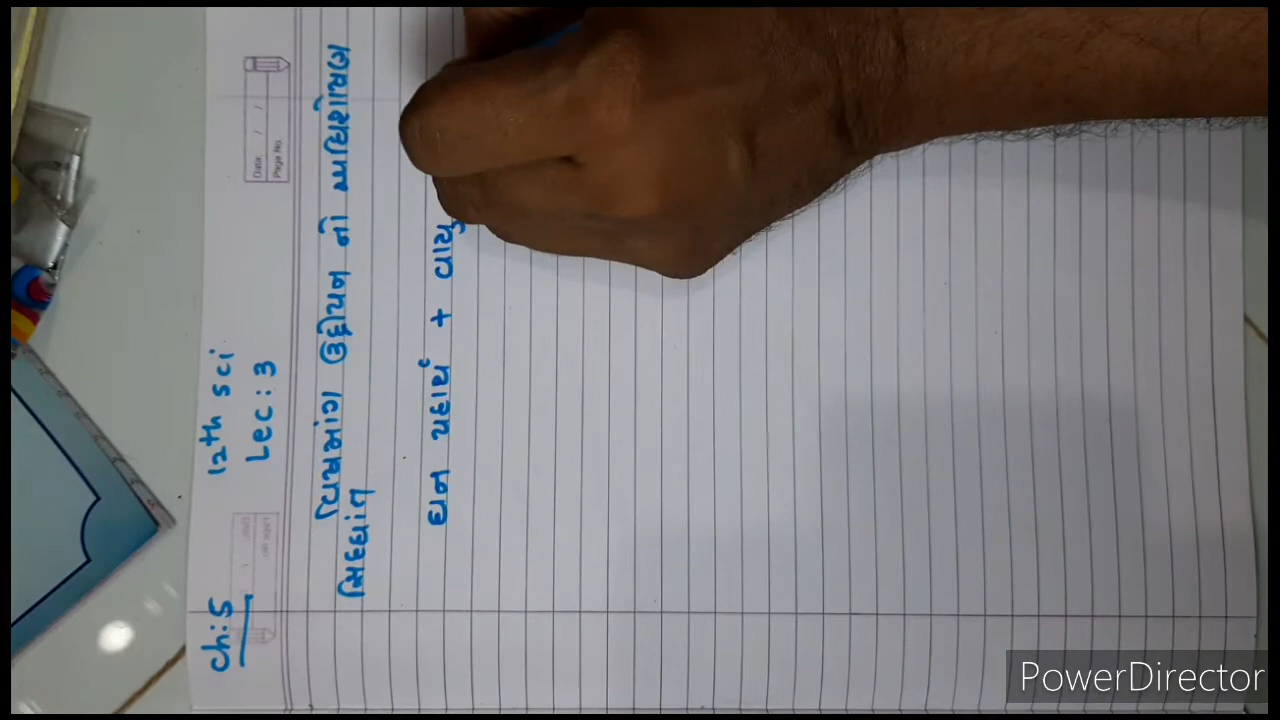 Ch:5
12th sci
Lec:3
Date: / /
Page No.
વિષમાંગ ઉદ્દીપન નો અધિશોષણ
સિદ્ધાંત
ઘન પદાર્થ + વાયુ
PowerDirector